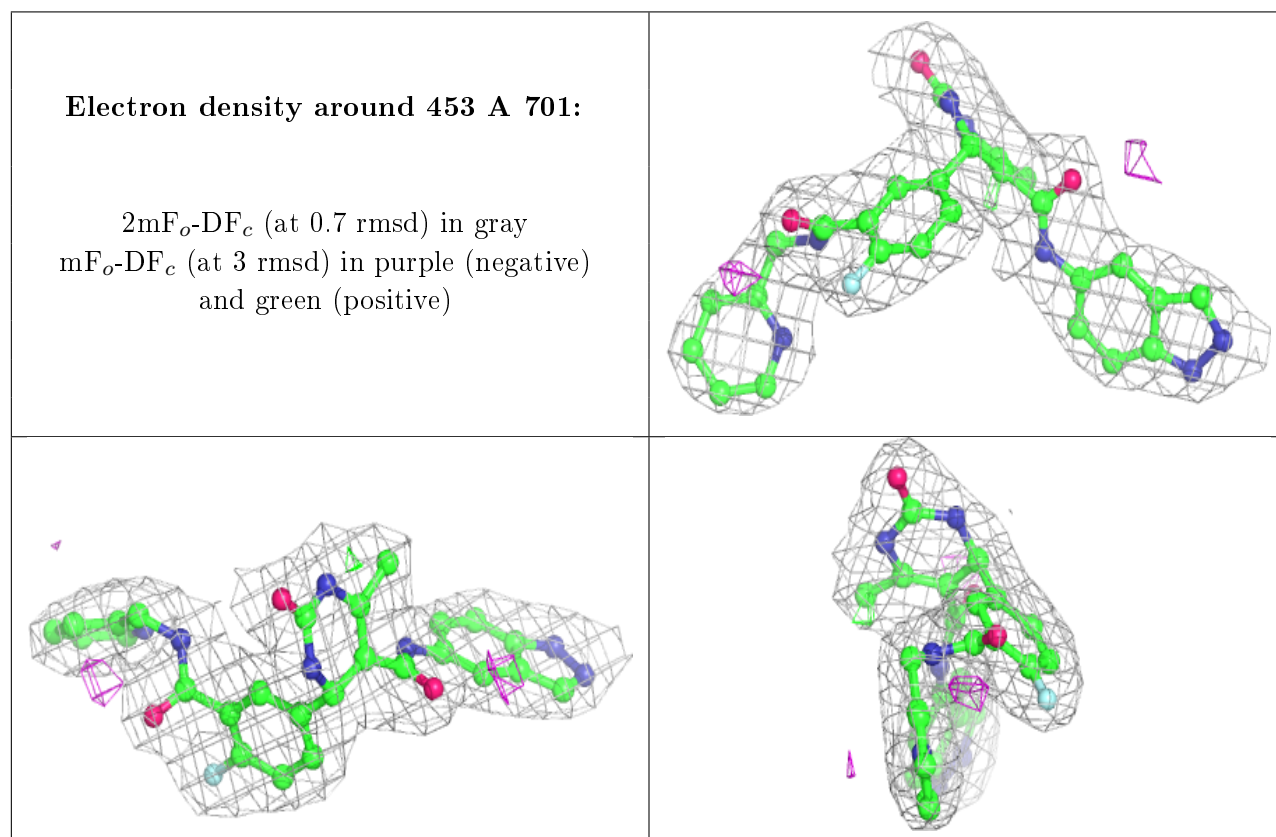 Electron density around 453 A 701:
2mFₒ-DF𝒸 (at 0.7 rmsd) in gray
mFₒ-DF𝒸 (at 3 rmsd) in purple (negative)
and green (positive)